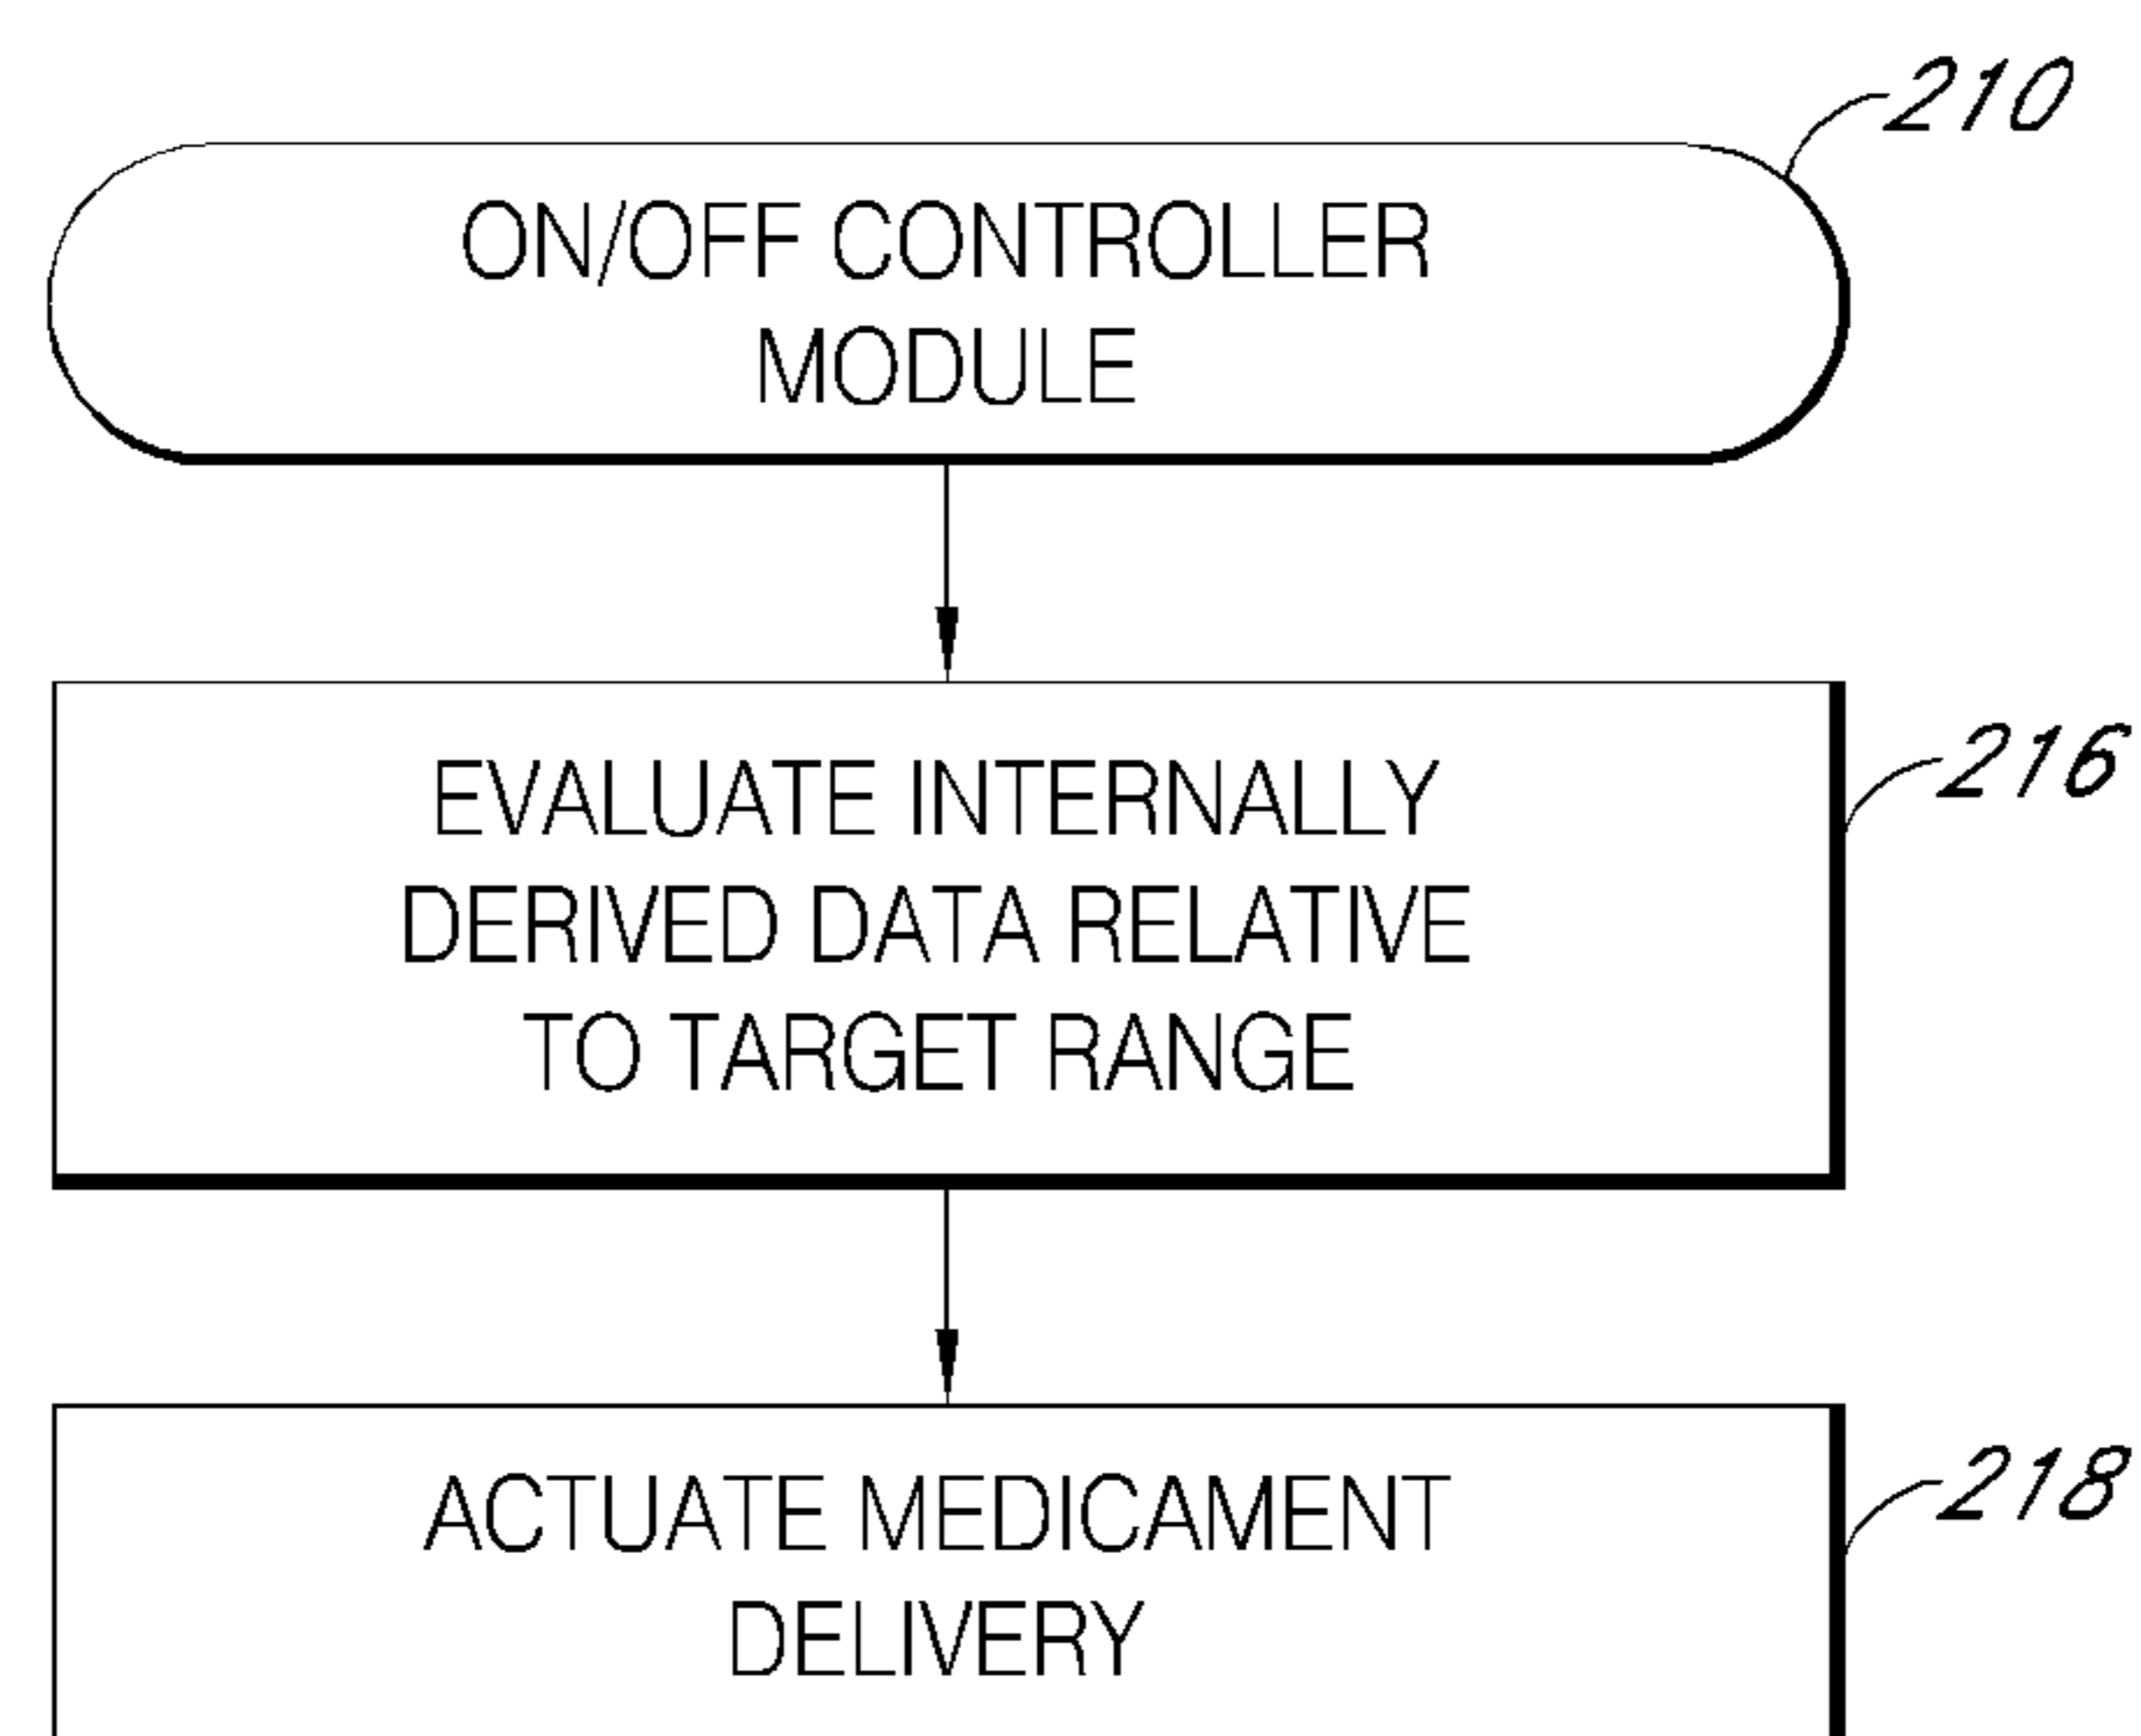 210
ON/OFF CONTROLLER
MODULE
216
EVALUATE INTERNALLY
DERIVED DATA RELATIVE
TO TARGET RANGE
218
ACTUATE MEDICAMENT
DELIVERY